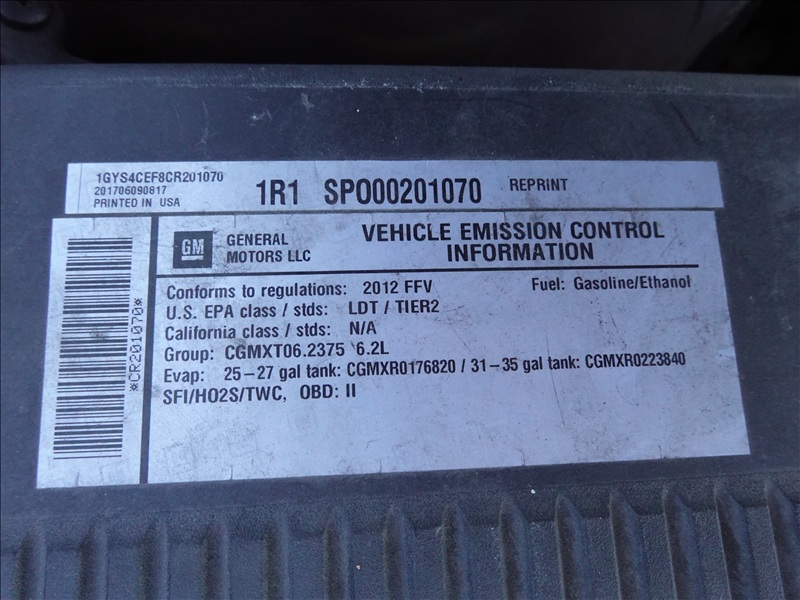 1GYS4CEF8CR201070
201706090817
PRINTED IN USA
1R1 SPO00201070 REPRINT
GM
GENERAL
MOTORS LLC
VEHICLE EMISSION CONTROL
INFORMATION
Conforms to regulations: 2012 FFV Fuel: Gasoline/Ethanol
U.S. EPA class / stds: LDT / TIER2
California class / stds: N/A
Group: CGMXT06.2375 6.2L
Evap: 25-27 gal tank: CGMXR0176820 / 31-35 gal tank: CGMXR0223840
SFI/HO2S/TWC, OBD: II
*CR201070*